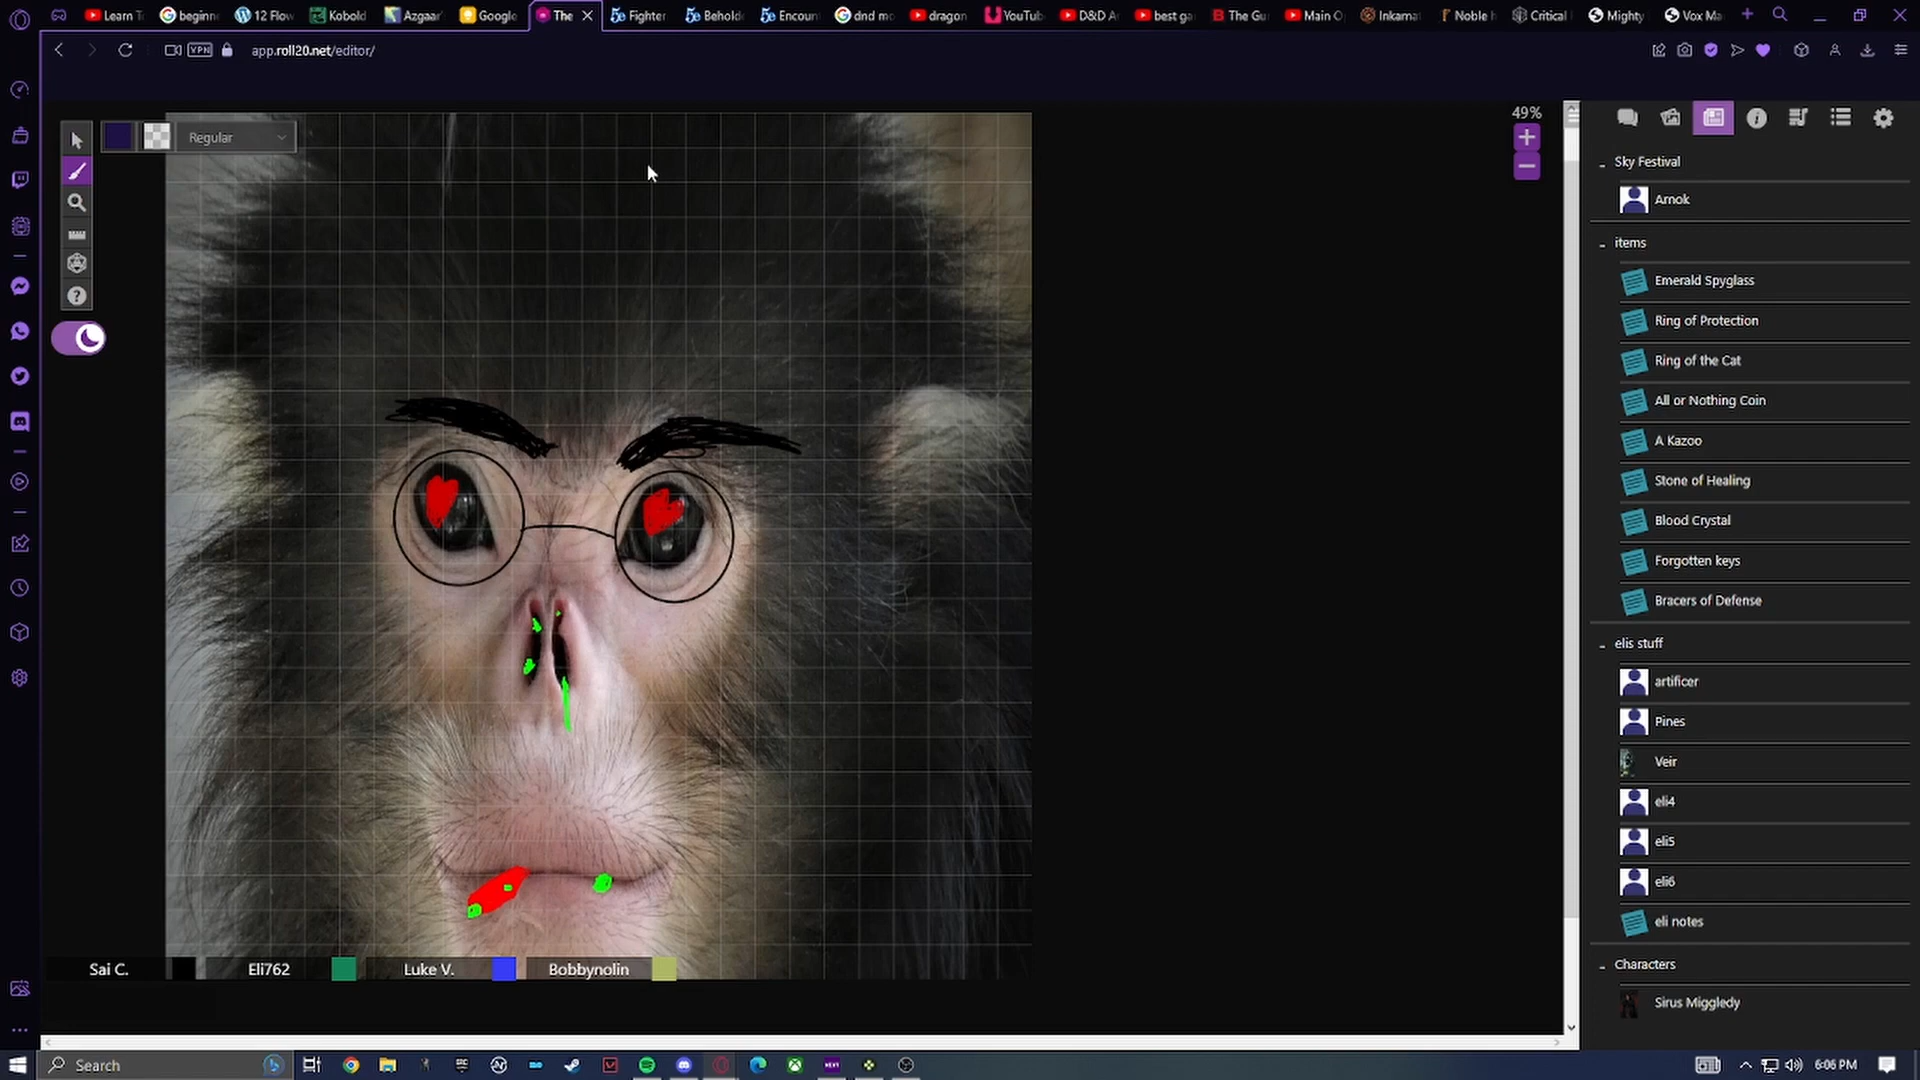 Learn T
beginne
12 Flow
Kobold
Azgaar'
Google
The
Fighter
Behold
Encoun
dnd mo
dragon
YouTub
D&D A
best ga
The Gu
Main O
Inkarna
Noble h
Critical
Mighty
Vox Ma
VPN
app.roll20.net/editor/
Regular
49%
Sky Festival
Arnok
items
Emerald Spyglass
Ring of Protection
Ring of the Cat
All or Nothing Coin
A Kazoo
Stone of Healing
Blood Crystal
Forgotten keys
Bracers of Defense
elis stuff
artificer
Pines
Veir
eli4
eli5
eli6
eli notes
Characters
Sirus Miggledy
Sai C.
Eli762
Luke V.
Bobbynolin
Search
6:06 PM